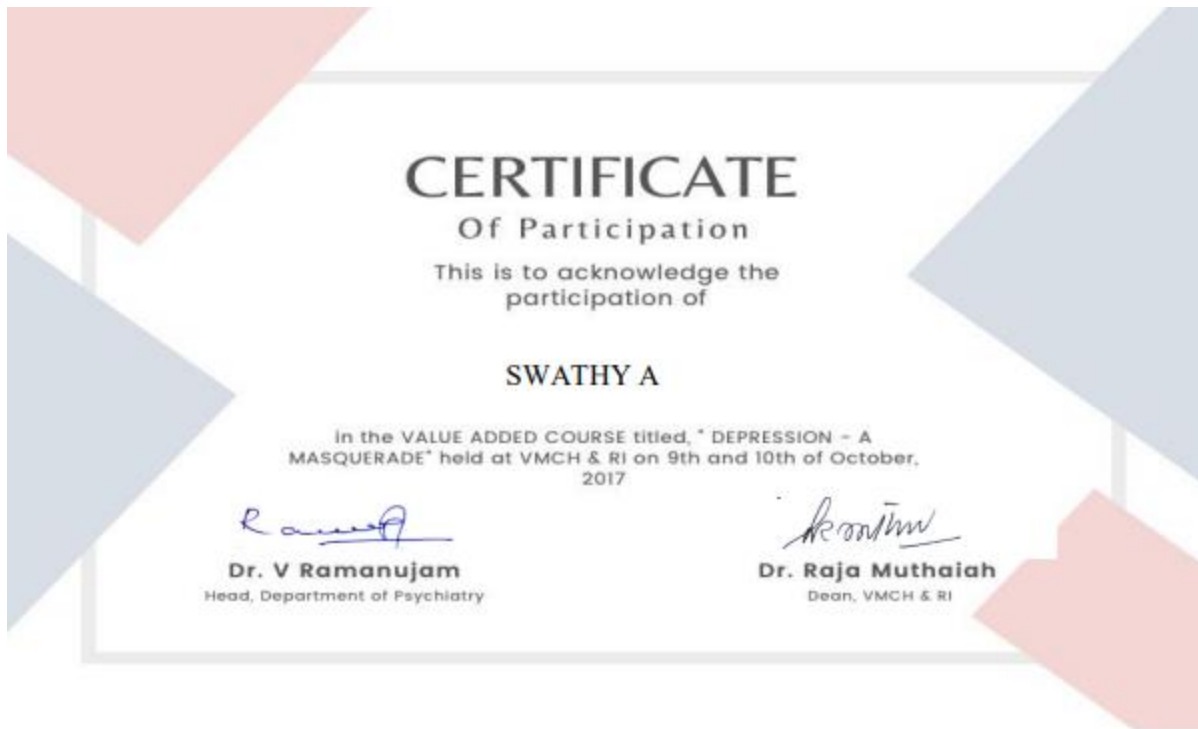 CERTIFICATE
Of Participation
This is to acknowledge the
participation of
SWATHY A
in the VALUE ADDED COURSE titled, " DEPRESSION - A
MASQUERADE" held at VMCH & RI on 9th and 10th of October,
2017
Dr. V Ramanujam
Head, Department of Psychiatry
Dr. Raja Muthaiah
Dean, VMCH & RI